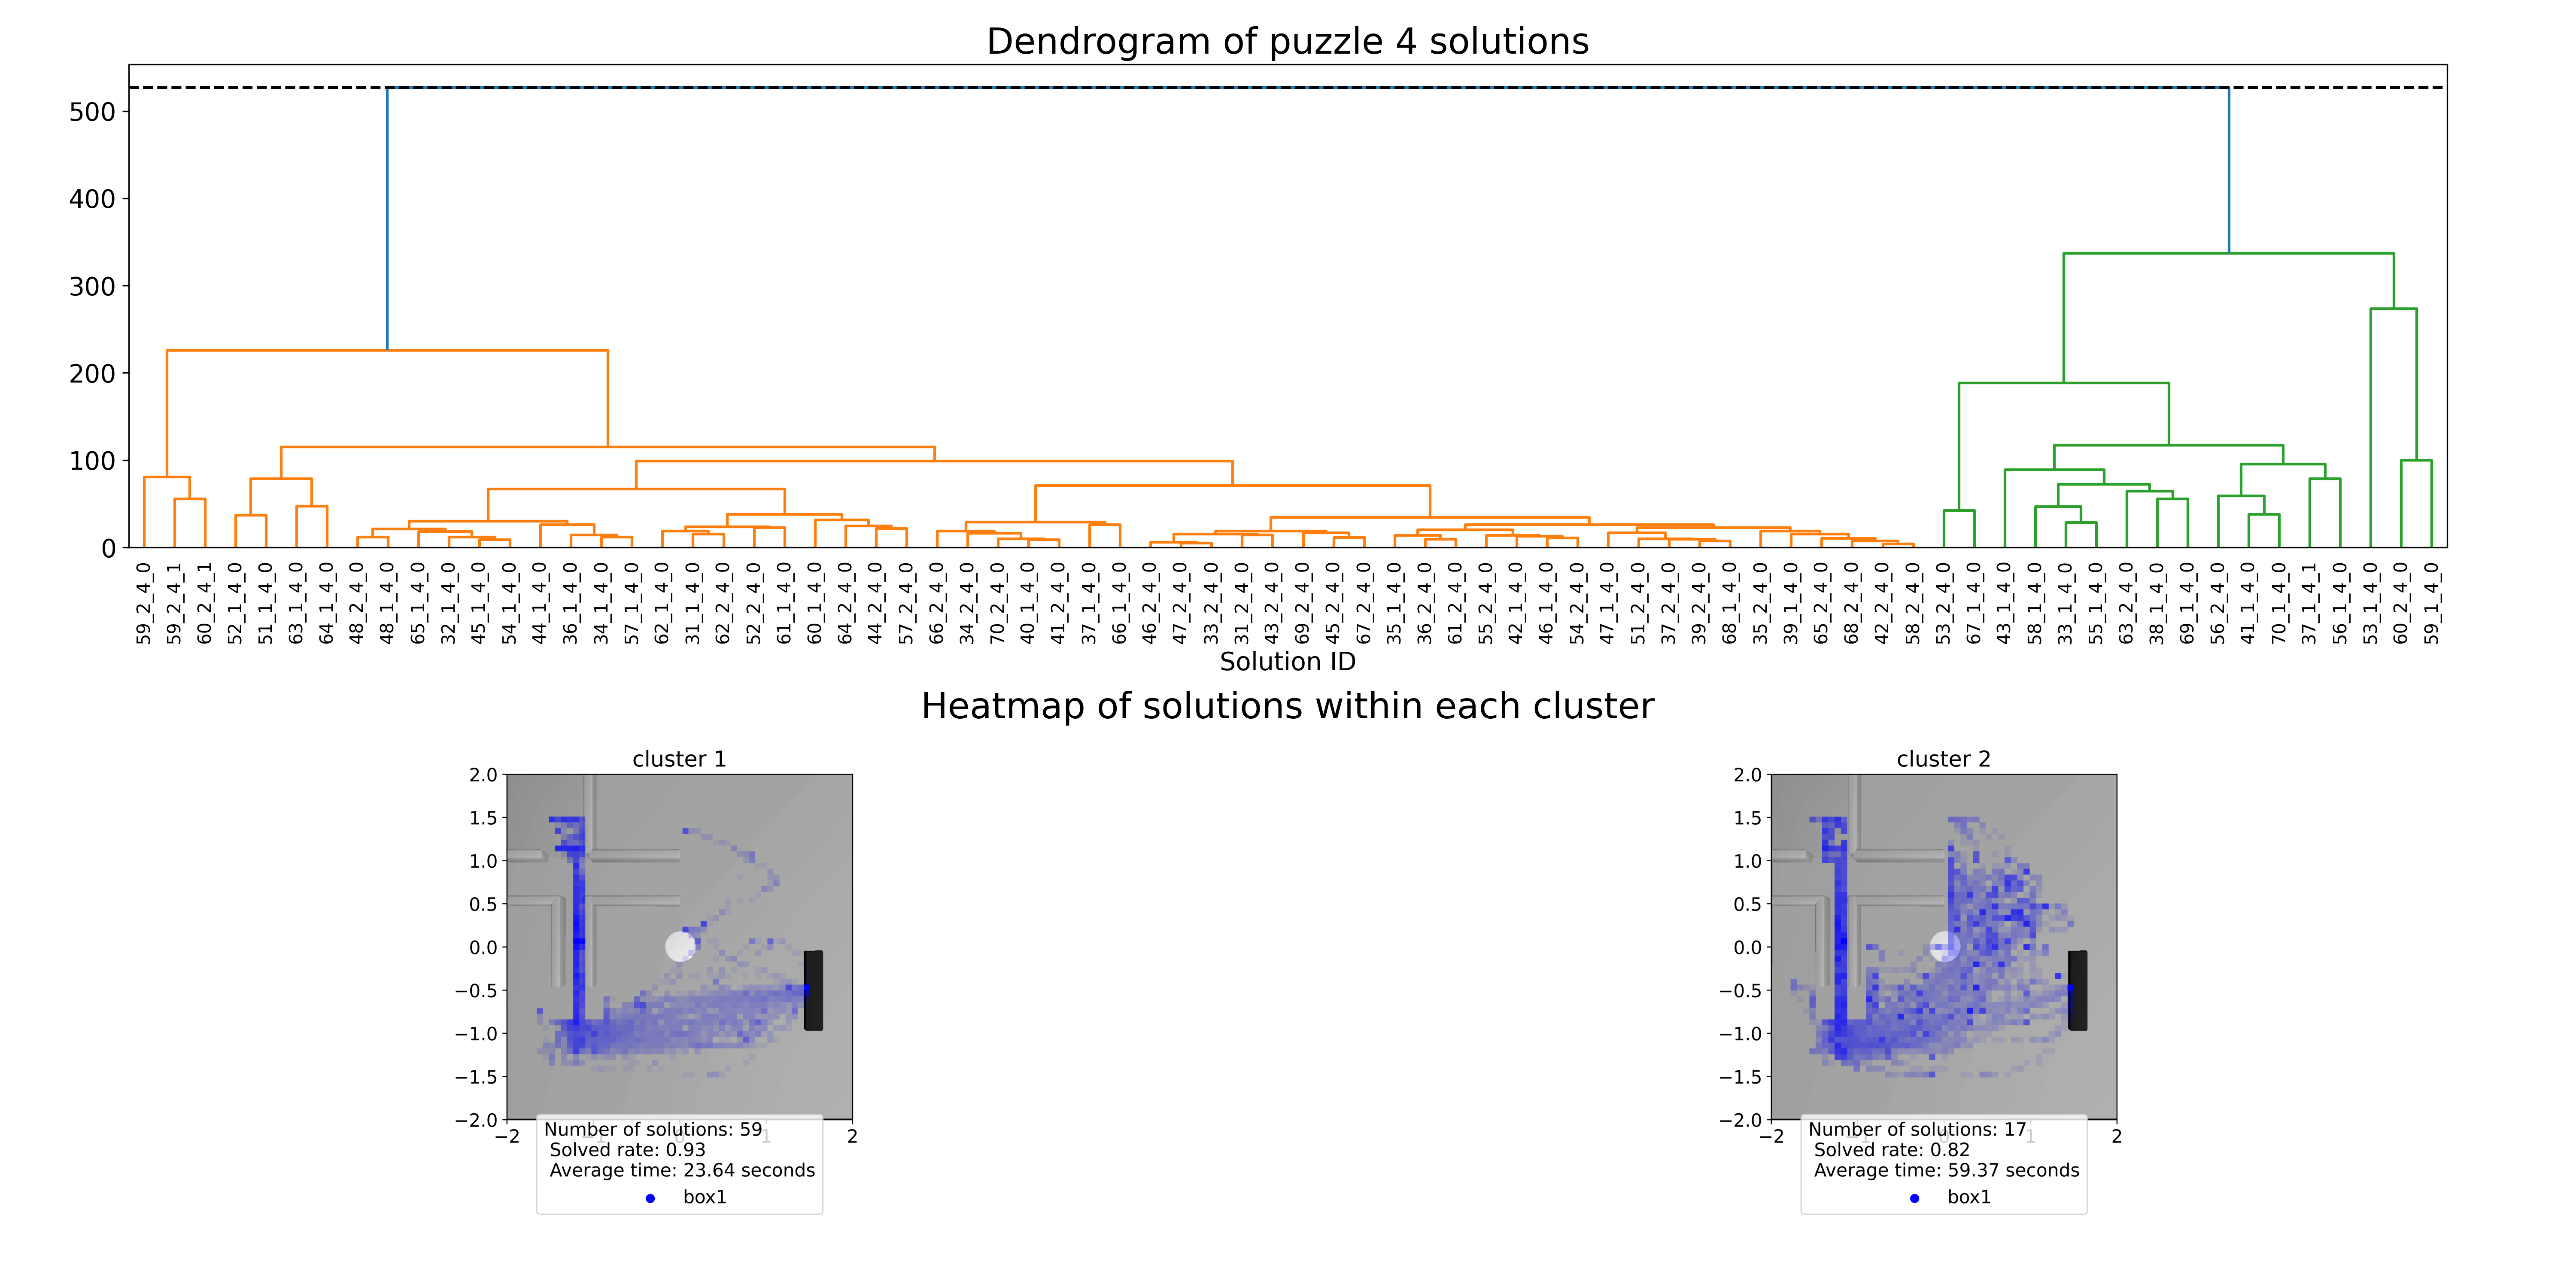 Dendrogram of puzzle 4 solutions
500
400
300
200
100
0
59_2_4_0 59_2_4_1 60_2_4_1 52_1_4_0 51_1_4_0 63_1_4_0 64_1_4_0 48_2_4_0 48_1_4_0 65_1_4_0 32_1_4_0 45_1_4_0 54_1_4_0 44_1_4_0 36_1_4_0 34_1_4_0 57_1_4_0 62_1_4_0 31_1_4_0 62_2_4_0 52_2_4_0 61_1_4_0 60_1_4_0 64_2_4_0 44_2_4_0 57_2_4_0 66_2_4_0 34_2_4_0 70_2_4_0 40_1_4_0 41_2_4_0 37_1_4_0 66_1_4_0 46_2_4_0 47_2_4_0 33_2_4_0 31_2_4_0 43_2_4_0 69_2_4_0 45_2_4_0 67_2_4_0 35_1_4_0 36_2_4_0 61_2_4_0 55_2_4_0 42_1_4_0 46_1_4_0 54_2_4_0 47_1_4_0 51_2_4_0 37_2_4_0 39_2_4_0 68_1_4_0 35_2_4_0 39_1_4_0 65_2_4_0 68_2_4_0 42_2_4_0 58_2_4_0 53_2_4_0 67_1_4_0 43_1_4_0 58_1_4_0 33_1_4_0 55_1_4_0 63_2_4_0 38_1_4_0 69_1_4_0 56_2_4_0 41_1_4_0 70_1_4_0 37_1_4_1 56_1_4_0 53_1_4_0 60_2_4_0 59_1_4_0
Solution ID
Heatmap of solutions within each cluster
cluster 1
2.0
1.5
1.0
0.5
0.0
−0.5
−1.0
−1.5
−2.0
−2 −1 0 1 2
Number of solutions: 59
Solved rate: 0.93
Average time: 23.64 seconds
box1
cluster 2
2.0
1.5
1.0
0.5
0.0
−0.5
−1.0
−1.5
−2.0
−2 −1 0 1 2
Number of solutions: 17
Solved rate: 0.82
Average time: 59.37 seconds
box1